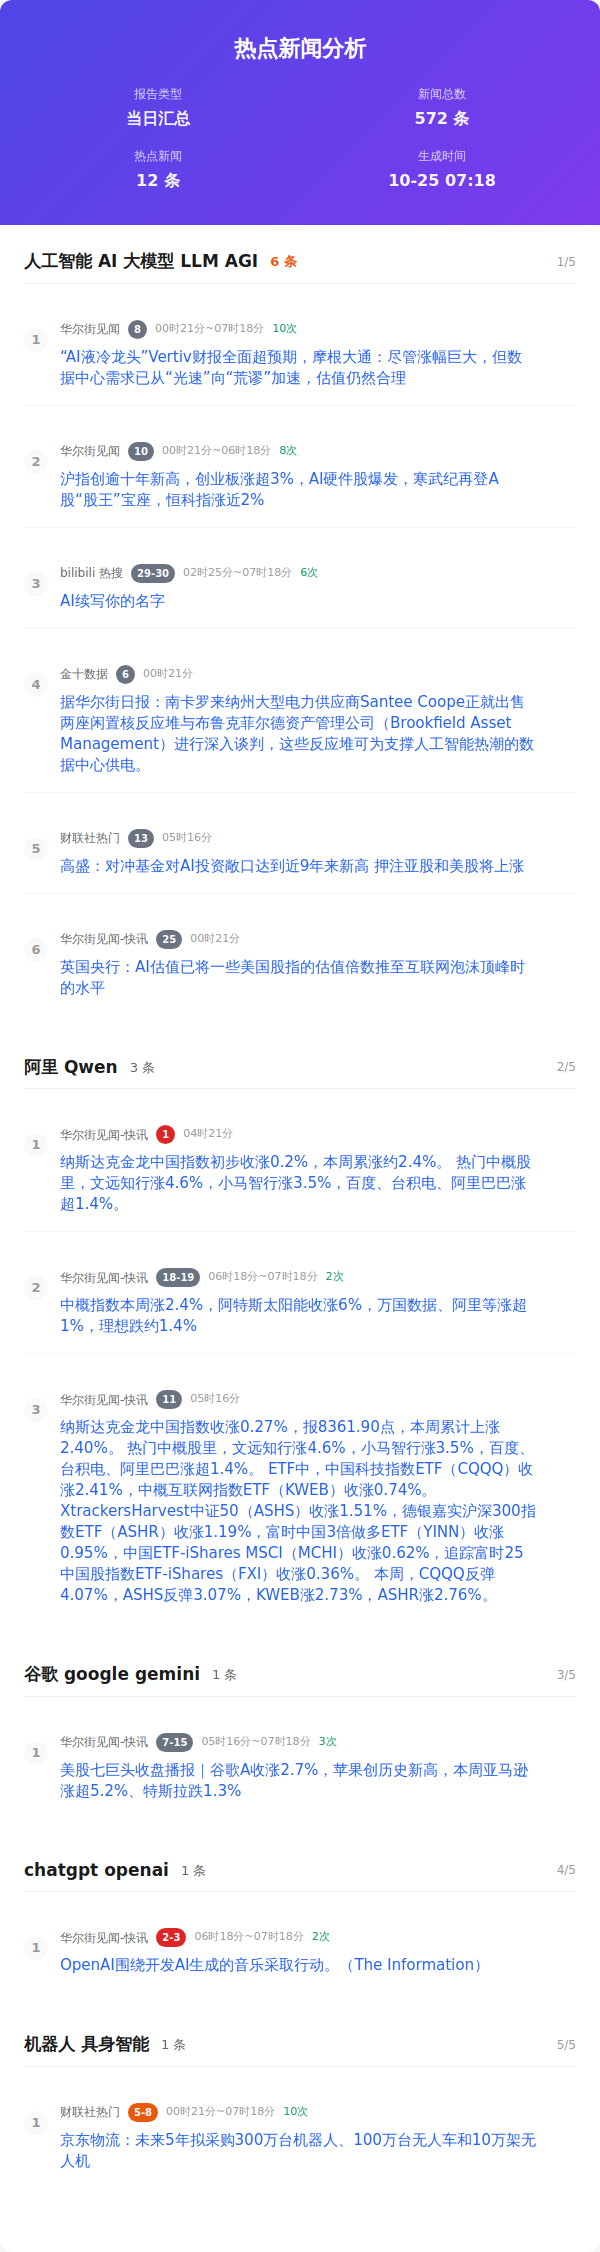 热点新闻分析
报告类型
新闻总数
当日汇总
572 条
热点新闻
生成时间
12 条
10-25 07:18
人工智能 AI 大模型 LLM AGI 6 条 1/5
1
华尔街见闻 8 00时21分~07时18分 10次
“AI液冷龙头”Vertiv财报全面超预期，摩根大通：尽管涨幅巨大，但数
据中心需求已从“光速”向“荒谬”加速，估值仍然合理
2
华尔街见闻 10 00时21分~06时18分 8次
沪指创逾十年新高，创业板涨超3%，AI硬件股爆发，寒武纪再登A
股“股王”宝座，恒科指涨近2%
3
bilibili 热搜 29-30 02时25分~07时18分 6次
AI续写你的名字
4
金十数据 6 00时21分
据华尔街日报：南卡罗来纳州大型电力供应商Santee Coope正就出售
两座闲置核反应堆与布鲁克菲尔德资产管理公司（Brookfield Asset
Management）进行深入谈判，这些反应堆可为支撑人工智能热潮的数
据中心供电。
5
财联社热门 13 05时16分
高盛：对冲基金对AI投资敞口达到近9年来新高 押注亚股和美股将上涨
6
华尔街见闻-快讯 25 00时21分
英国央行：AI估值已将一些美国股指的估值倍数推至互联网泡沫顶峰时
的水平
阿里 Qwen 3 条 2/5
1
华尔街见闻-快讯 1 04时21分
纳斯达克金龙中国指数初步收涨0.2%，本周累涨约2.4%。 热门中概股
里，文远知行涨4.6%，小马智行涨3.5%，百度、台积电、阿里巴巴涨
超1.4%。
2
华尔街见闻-快讯 18-19 06时18分~07时18分 2次
中概指数本周涨2.4%，阿特斯太阳能收涨6%，万国数据、阿里等涨超
1%，理想跌约1.4%
3
华尔街见闻-快讯 11 05时16分
纳斯达克金龙中国指数收涨0.27%，报8361.90点，本周累计上涨
2.40%。 热门中概股里，文远知行涨4.6%，小马智行涨3.5%，百度、
台积电、阿里巴巴涨超1.4%。 ETF中，中国科技指数ETF（CQQQ）收
涨2.41%，中概互联网指数ETF（KWEB）收涨0.74%。
XtrackersHarvest中证50（ASHS）收涨1.51%，德银嘉实沪深300指
数ETF（ASHR）收涨1.19%，富时中国3倍做多ETF（YINN）收涨
0.95%，中国ETF-iShares MSCI（MCHI）收涨0.62%，追踪富时25
中国股指数ETF-iShares（FXI）收涨0.36%。 本周，CQQQ反弹
4.07%，ASHS反弹3.07%，KWEB涨2.73%，ASHR涨2.76%。
谷歌 google gemini 1 条 3/5
1
华尔街见闻-快讯 7-15 05时16分~07时18分 3次
美股七巨头收盘播报｜谷歌A收涨2.7%，苹果创历史新高，本周亚马逊
涨超5.2%、特斯拉跌1.3%
chatgpt openai 1 条 4/5
1
华尔街见闻-快讯 2-3 06时18分~07时18分 2次
OpenAI围绕开发AI生成的音乐采取行动。（The Information）
机器人 具身智能 1 条 5/5
1
财联社热门 5-8 00时21分~07时18分 10次
京东物流：未来5年拟采购300万台机器人、100万台无人车和10万架无
人机